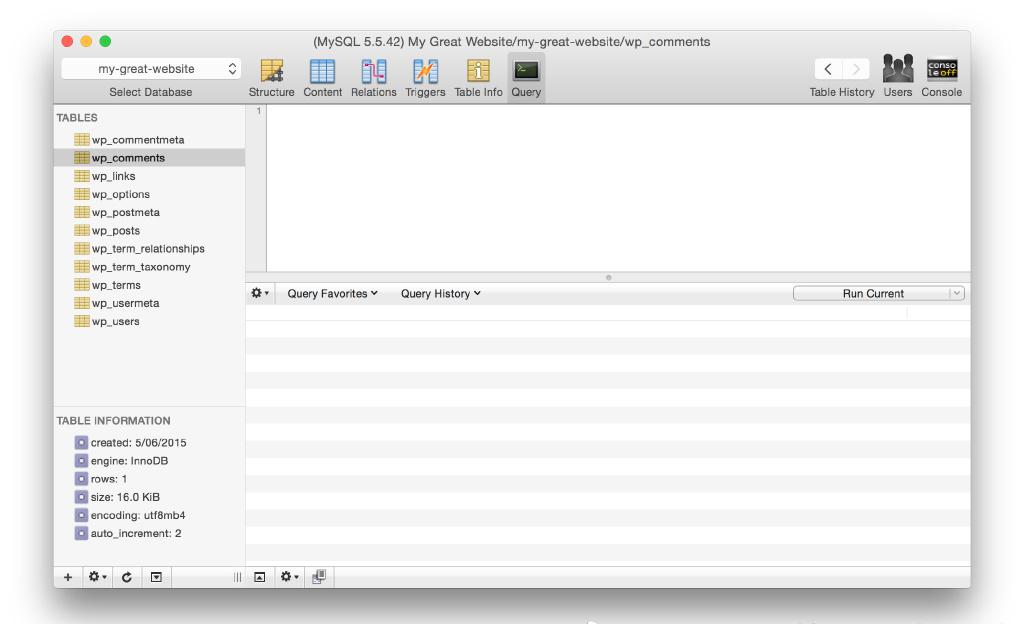 (MySQL 5.5.42) My Great Website/my-great-website/wp_comments
my-great-website
Select Database
Structure
Content
Relations
Triggers
Table Info
Query
Table History
Users
conso
le off
Console
TABLES
wp_commentmeta
wp_comments
wp_links
wp_options
wp_postmeta
wp_posts
wp_term_relationships
wp_term_taxonomy
wp_terms
wp_usermeta
wp_users
1
Query Favorites
Query History
Run Current
TABLE INFORMATION
created: 5/06/2015
engine: InnoDB
rows: 1
size: 16.0 KiB
encoding: utf8mb4
auto_increment: 2